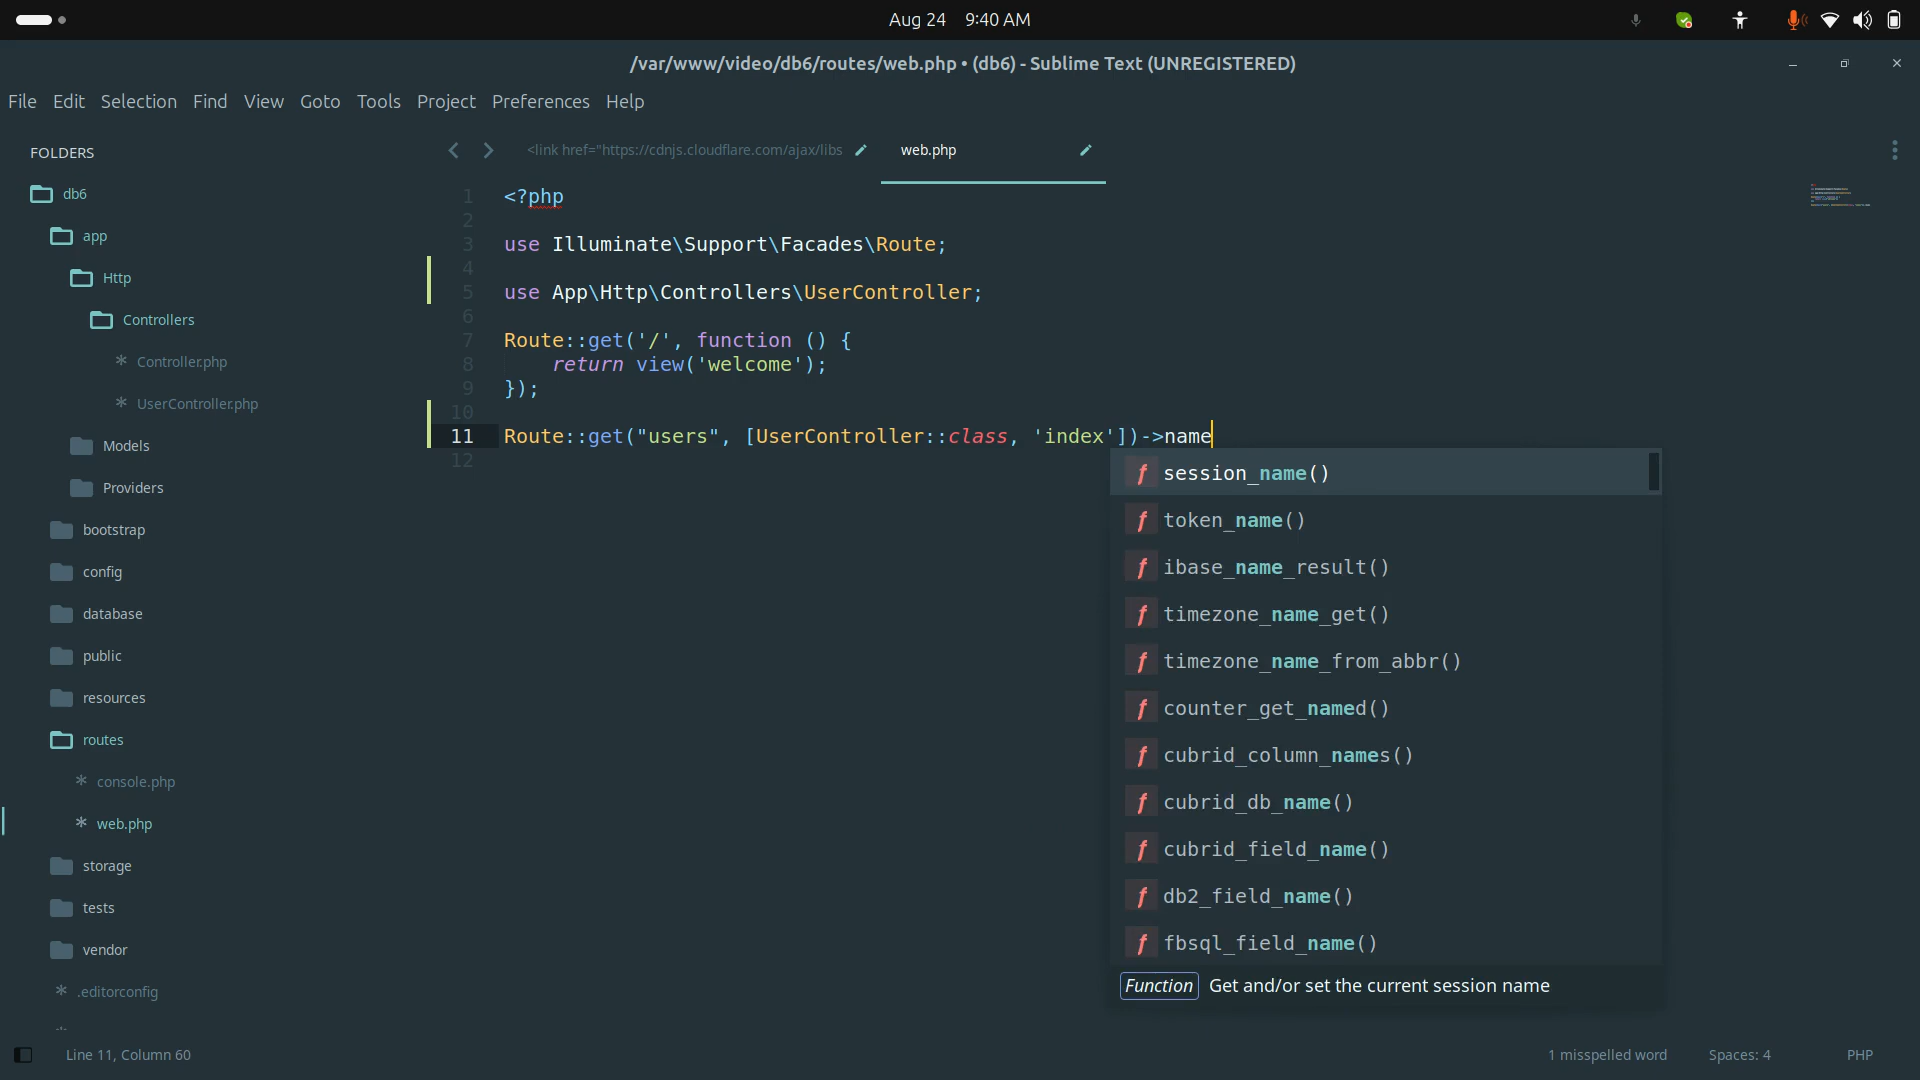 Aug 24 9:40 AM
/var/www/video/db6/routes/web.php • (db6) - Sublime Text (UNREGISTERED)
File Edit Selection Find View Goto Tools Project Preferences Help
FOLDERS
db6
app
Http
Controllers
Controller.php
UserController.php
Models
Providers
bootstrap
config
database
public
resources
routes
console.php
web.php
storage
tests
vendor
.editorconfig
<link href="https://cdnjs.cloudflare.com/ajax/libs
web.php
1 <?php
2
3 use Illuminate\Support\Facades\Route;
4
5 use App\Http\Controllers\UserController;
6
7 Route::get('/', function () {
8     return view('welcome');
9 });
10
11 Route::get("users", [UserController::class, 'index'])->name
12
f session_name()
f token_name()
f ibase_name_result()
f timezone_name_get()
f timezone_name_from_abbr()
f counter_get_named()
f cubrid_column_names()
f cubrid_db_name()
f cubrid_field_name()
f db2_field_name()
f fbsql_field_name()
Function Get and/or set the current session name
Line 11, Column 60
1 misspelled word
Spaces: 4
PHP